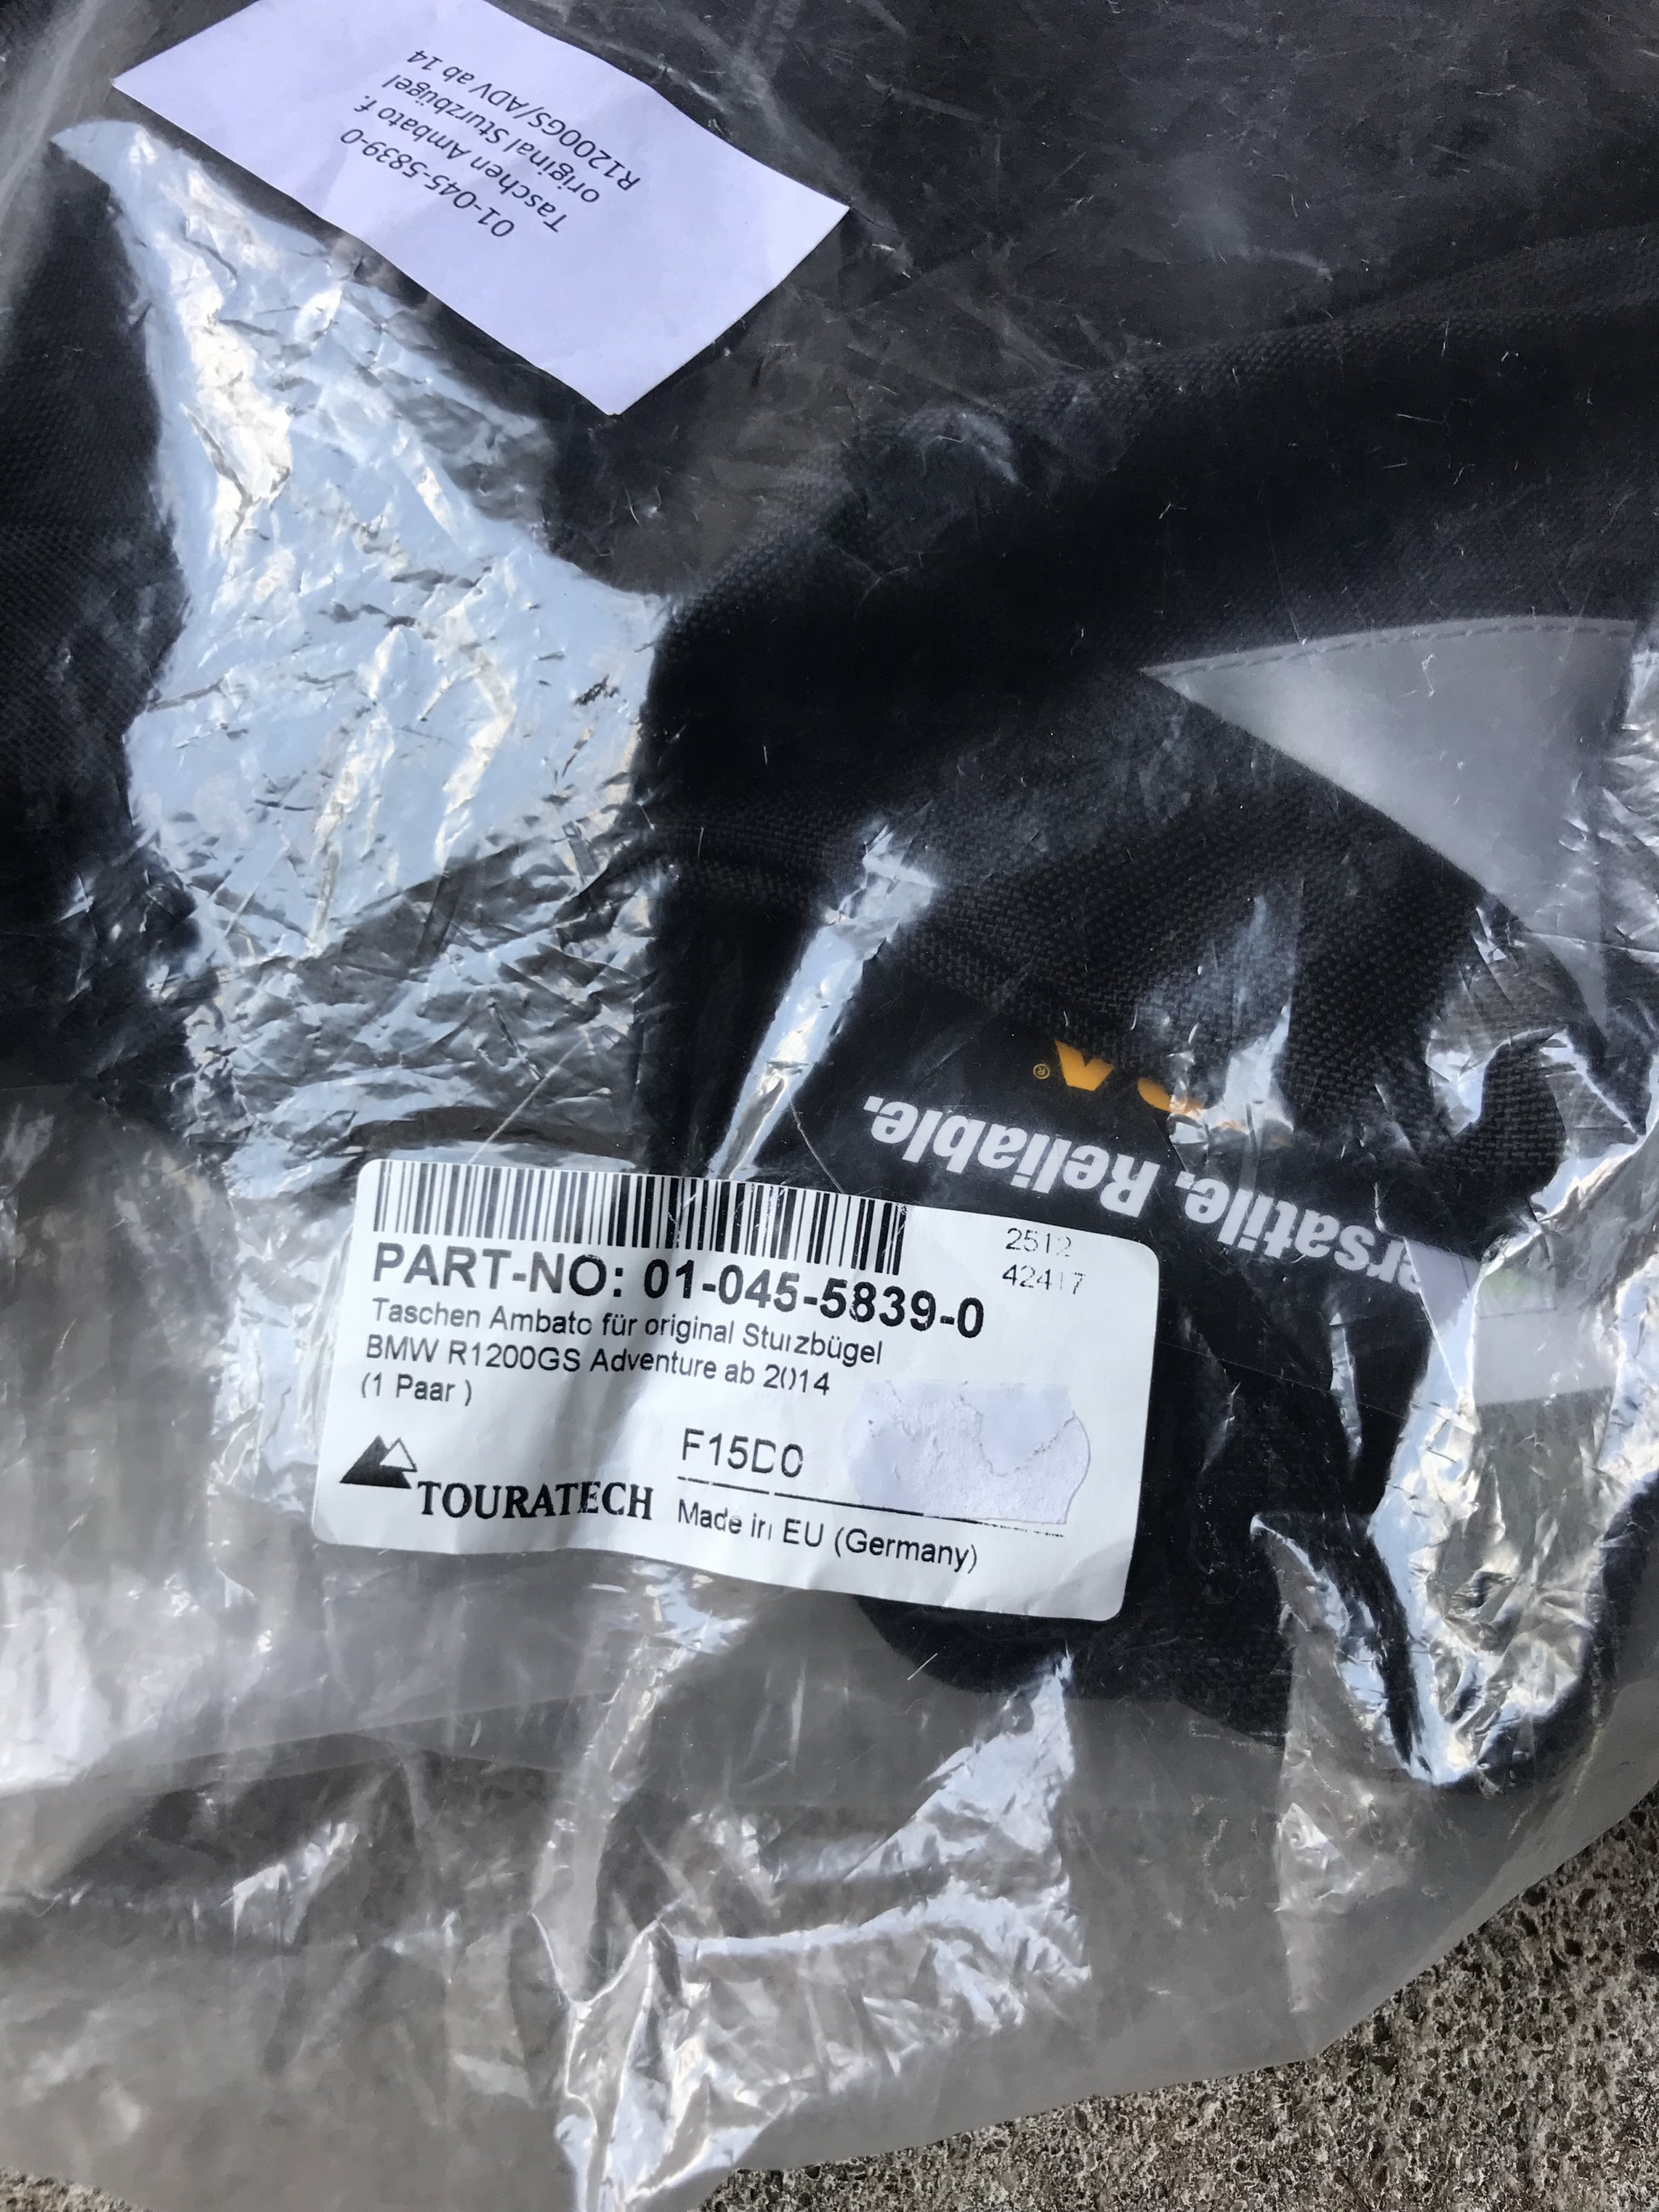 01-045-5839-0
Taschen Ambato f.
original Sturzbügel
R1200GS/ADV ab 14
®
rsatile. Reliable.
2512
42417
PART-NO: 01-045-5839-0
Taschen Ambato für original Sturzbügel
BMW R1200GS Adventure ab 2014
(1 Paar )
F15D0
TOURATECH
Made in EU (Germany)